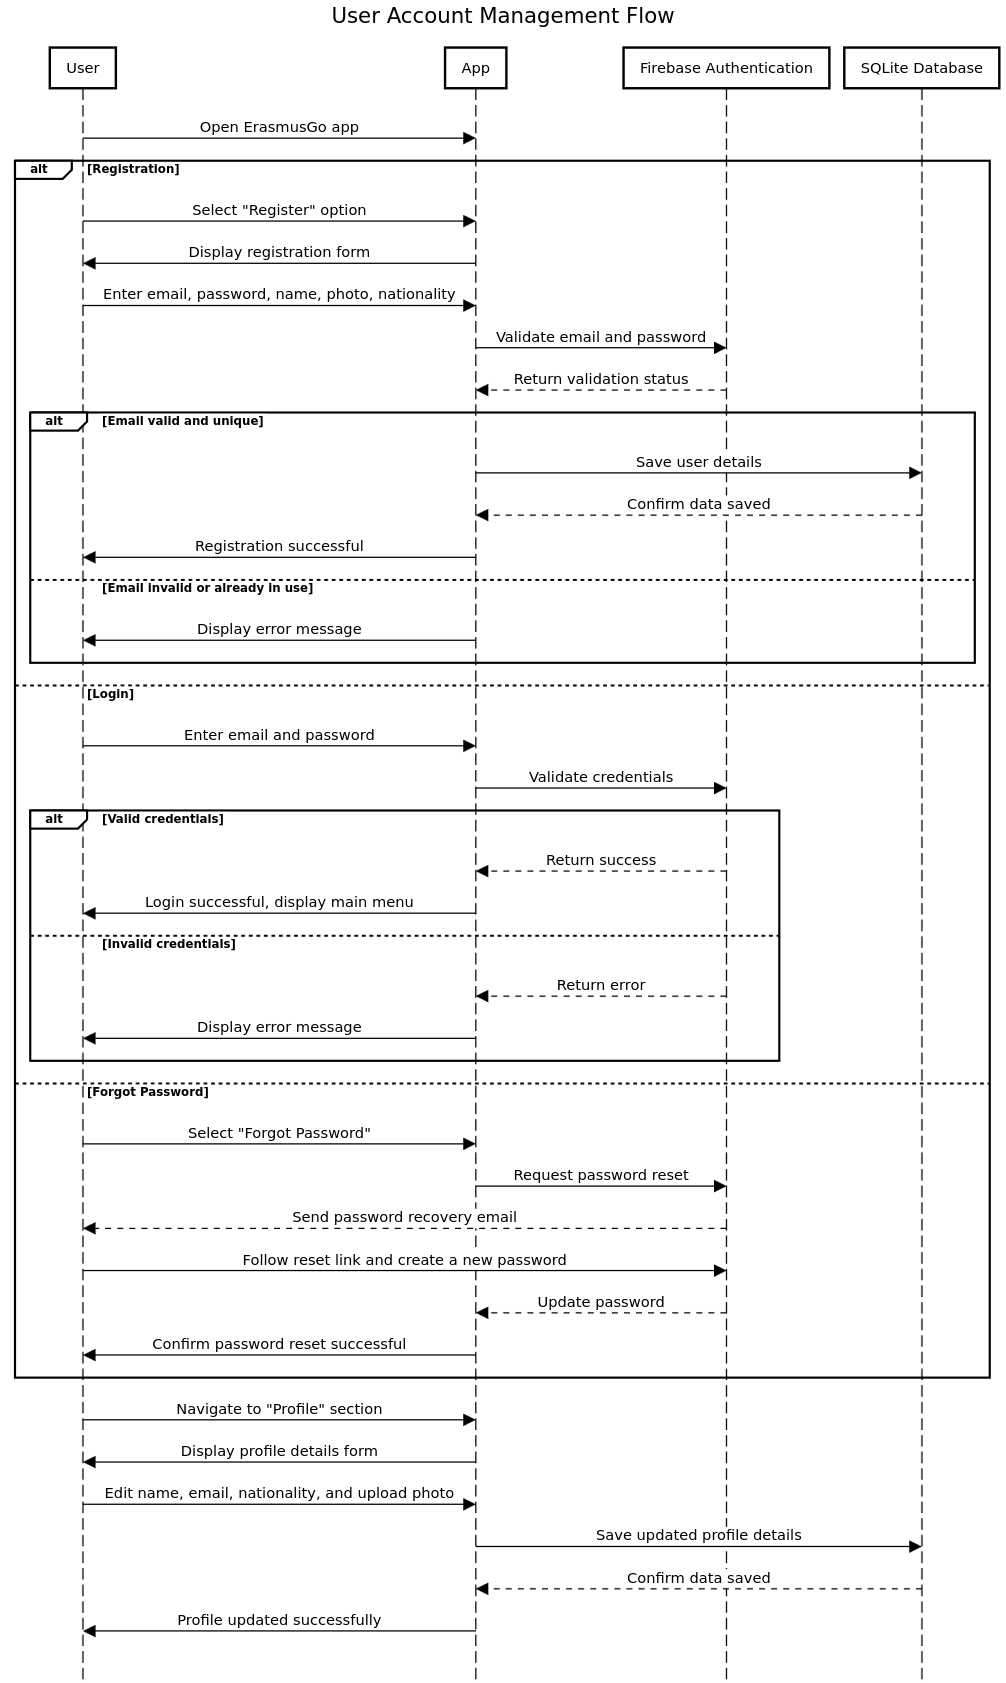 User Account Management Flow
User
App
Firebase Authentication
SQLite Database
Open ErasmusGo app
alt
[Registration]
Select "Register" option
Display registration form
Enter email, password, name, photo, nationality
Validate email and password
Return validation status
alt
[Email valid and unique]
Save user details
Confirm data saved
Registration successful
[Email invalid or already in use]
Display error message
[Login]
Enter email and password
Validate credentials
alt
[Valid credentials]
Return success
Login successful, display main menu
[Invalid credentials]
Return error
Display error message
[Forgot Password]
Select "Forgot Password"
Request password reset
Send password recovery email
Follow reset link and create a new password
Update password
Confirm password reset successful
Navigate to "Profile" section
Display profile details form
Edit name, email, nationality, and upload photo
Save updated profile details
Confirm data saved
Profile updated successfully